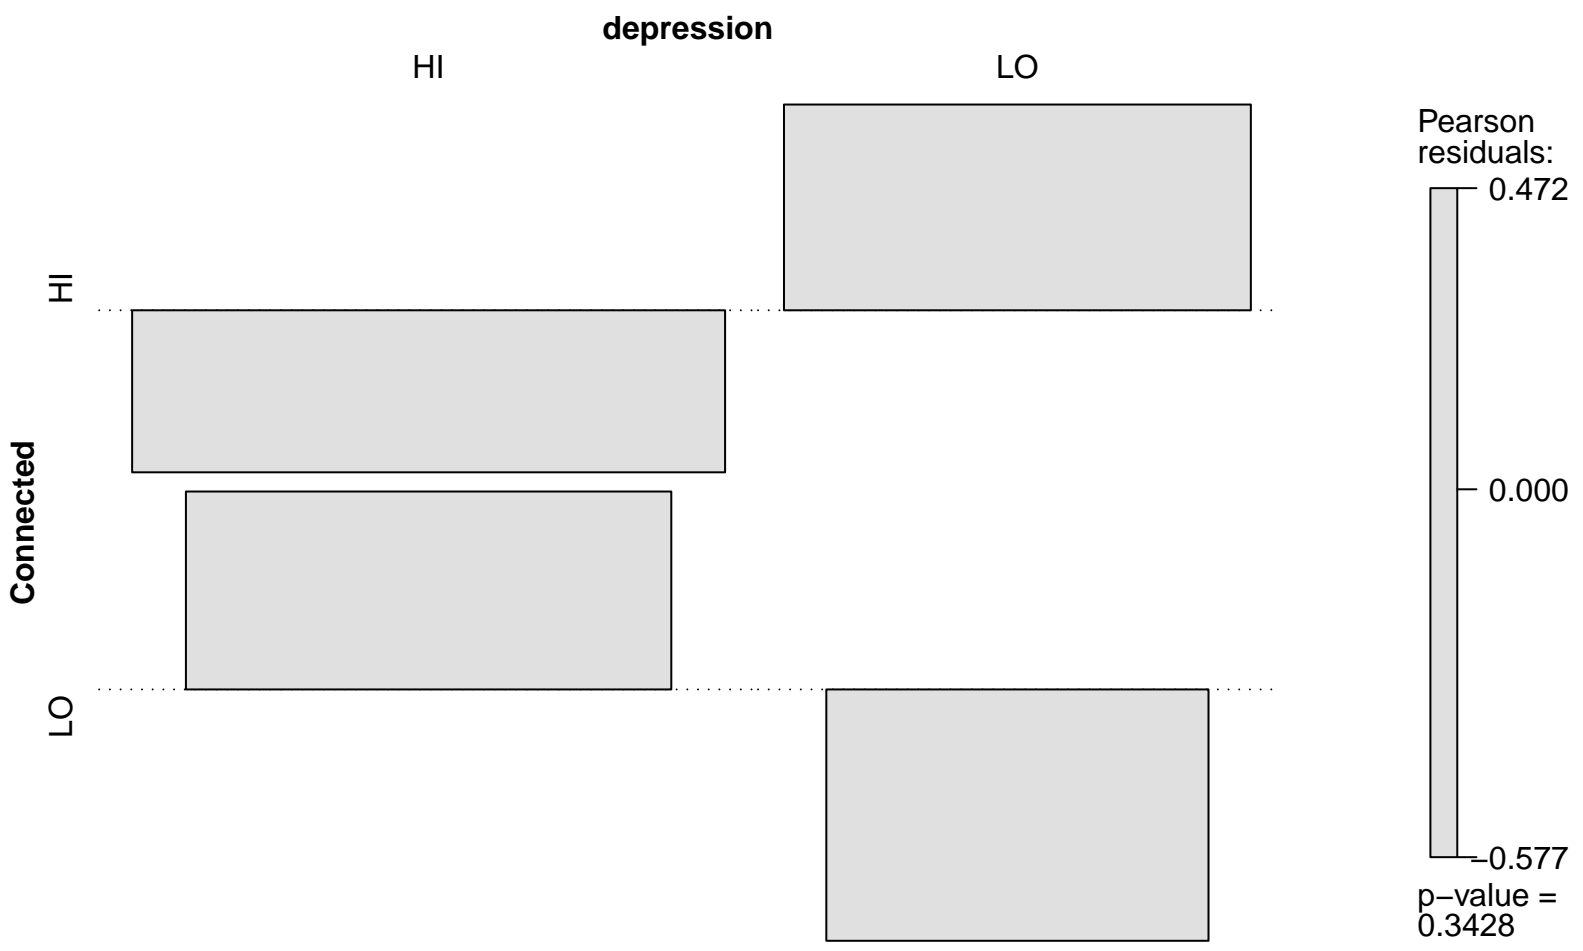 depression
HI
LO
Connected
HI
LO
Pearson
residuals:
0.472
0.000
−0.577
p−value =
0.3428